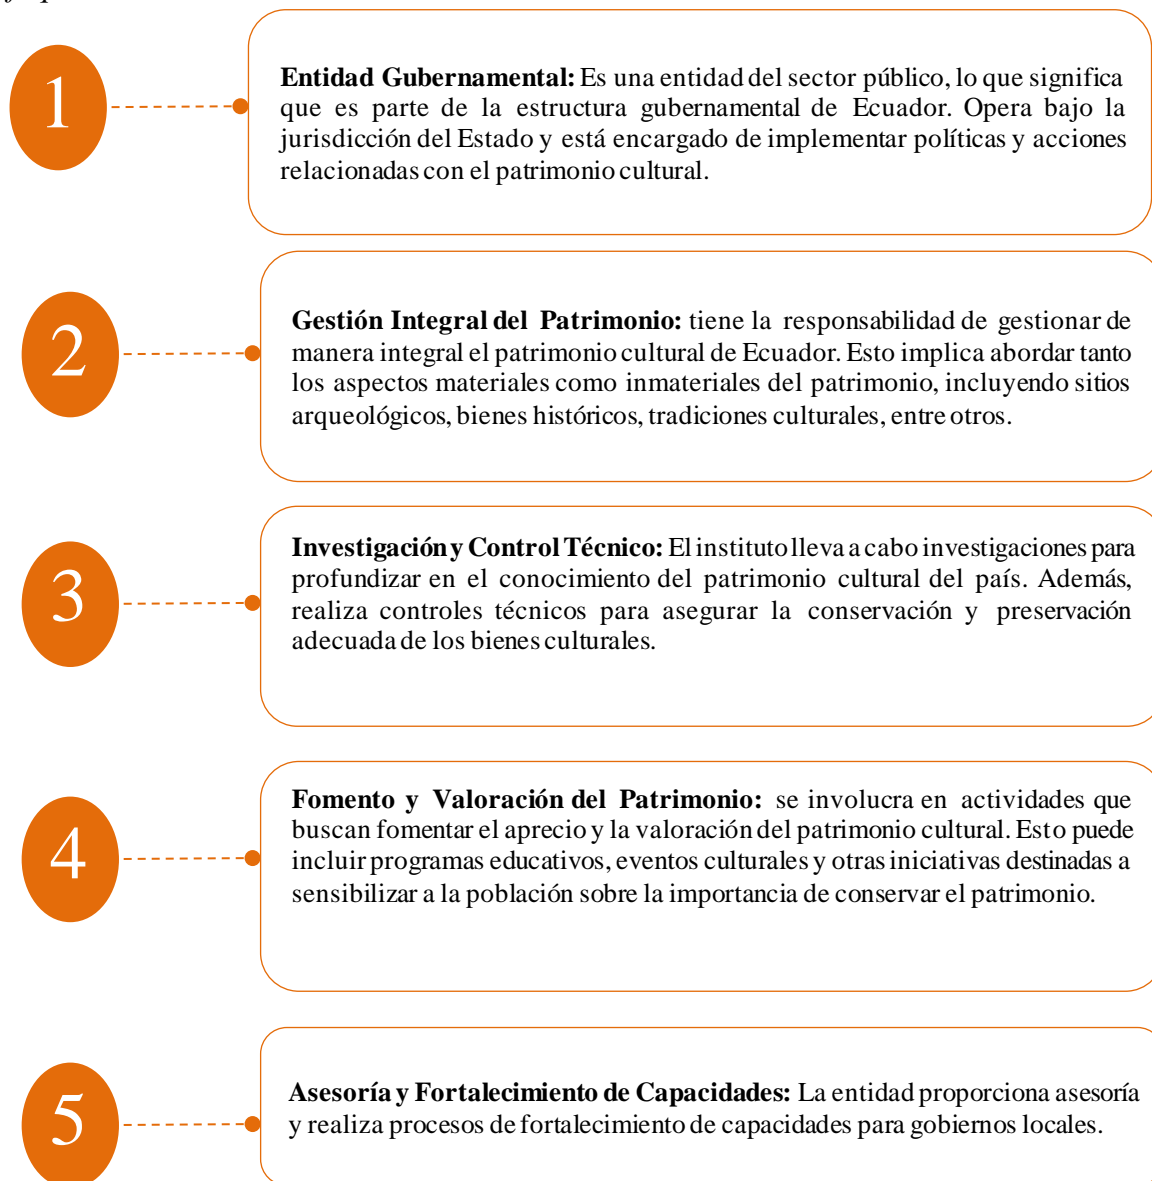 1
Entidad Gubernamental: Es una entidad del sector público, lo que significa
que es parte de la estructura gubernamental de Ecuador. Opera bajo la
jurisdicción del Estado y está encargado de implementar políticas y acciones
relacionadas con el patrimonio cultural.
2
Gestión Integral del Patrimonio: tiene la responsabilidad de gestionar de
manera integral el patrimonio cultural de Ecuador. Esto implica abordar tanto
los aspectos materiales como inmateriales del patrimonio, incluyendo sitios
arqueológicos, bienes históricos, tradiciones culturales, entre otros.
3
Investigación y Control Técnico: El instituto lleva a cabo investigaciones para
profundizar en el conocimiento del patrimonio cultural del país. Además,
realiza controles técnicos para asegurar la conservación y preservación
adecuada de los bienes culturales.
4
Fomento y Valoración del Patrimonio: se involucra en actividades que
buscan fomentar el aprecio y la valoración del patrimonio cultural. Esto puede
incluir programas educativos, eventos culturales y otras iniciativas destinadas a
sensibilizar a la población sobre la importancia de conservar el patrimonio.
5
Asesoría y Fortalecimiento de Capacidades: La entidad proporciona asesoría
y realiza procesos de fortalecimiento de capacidades para gobiernos locales.